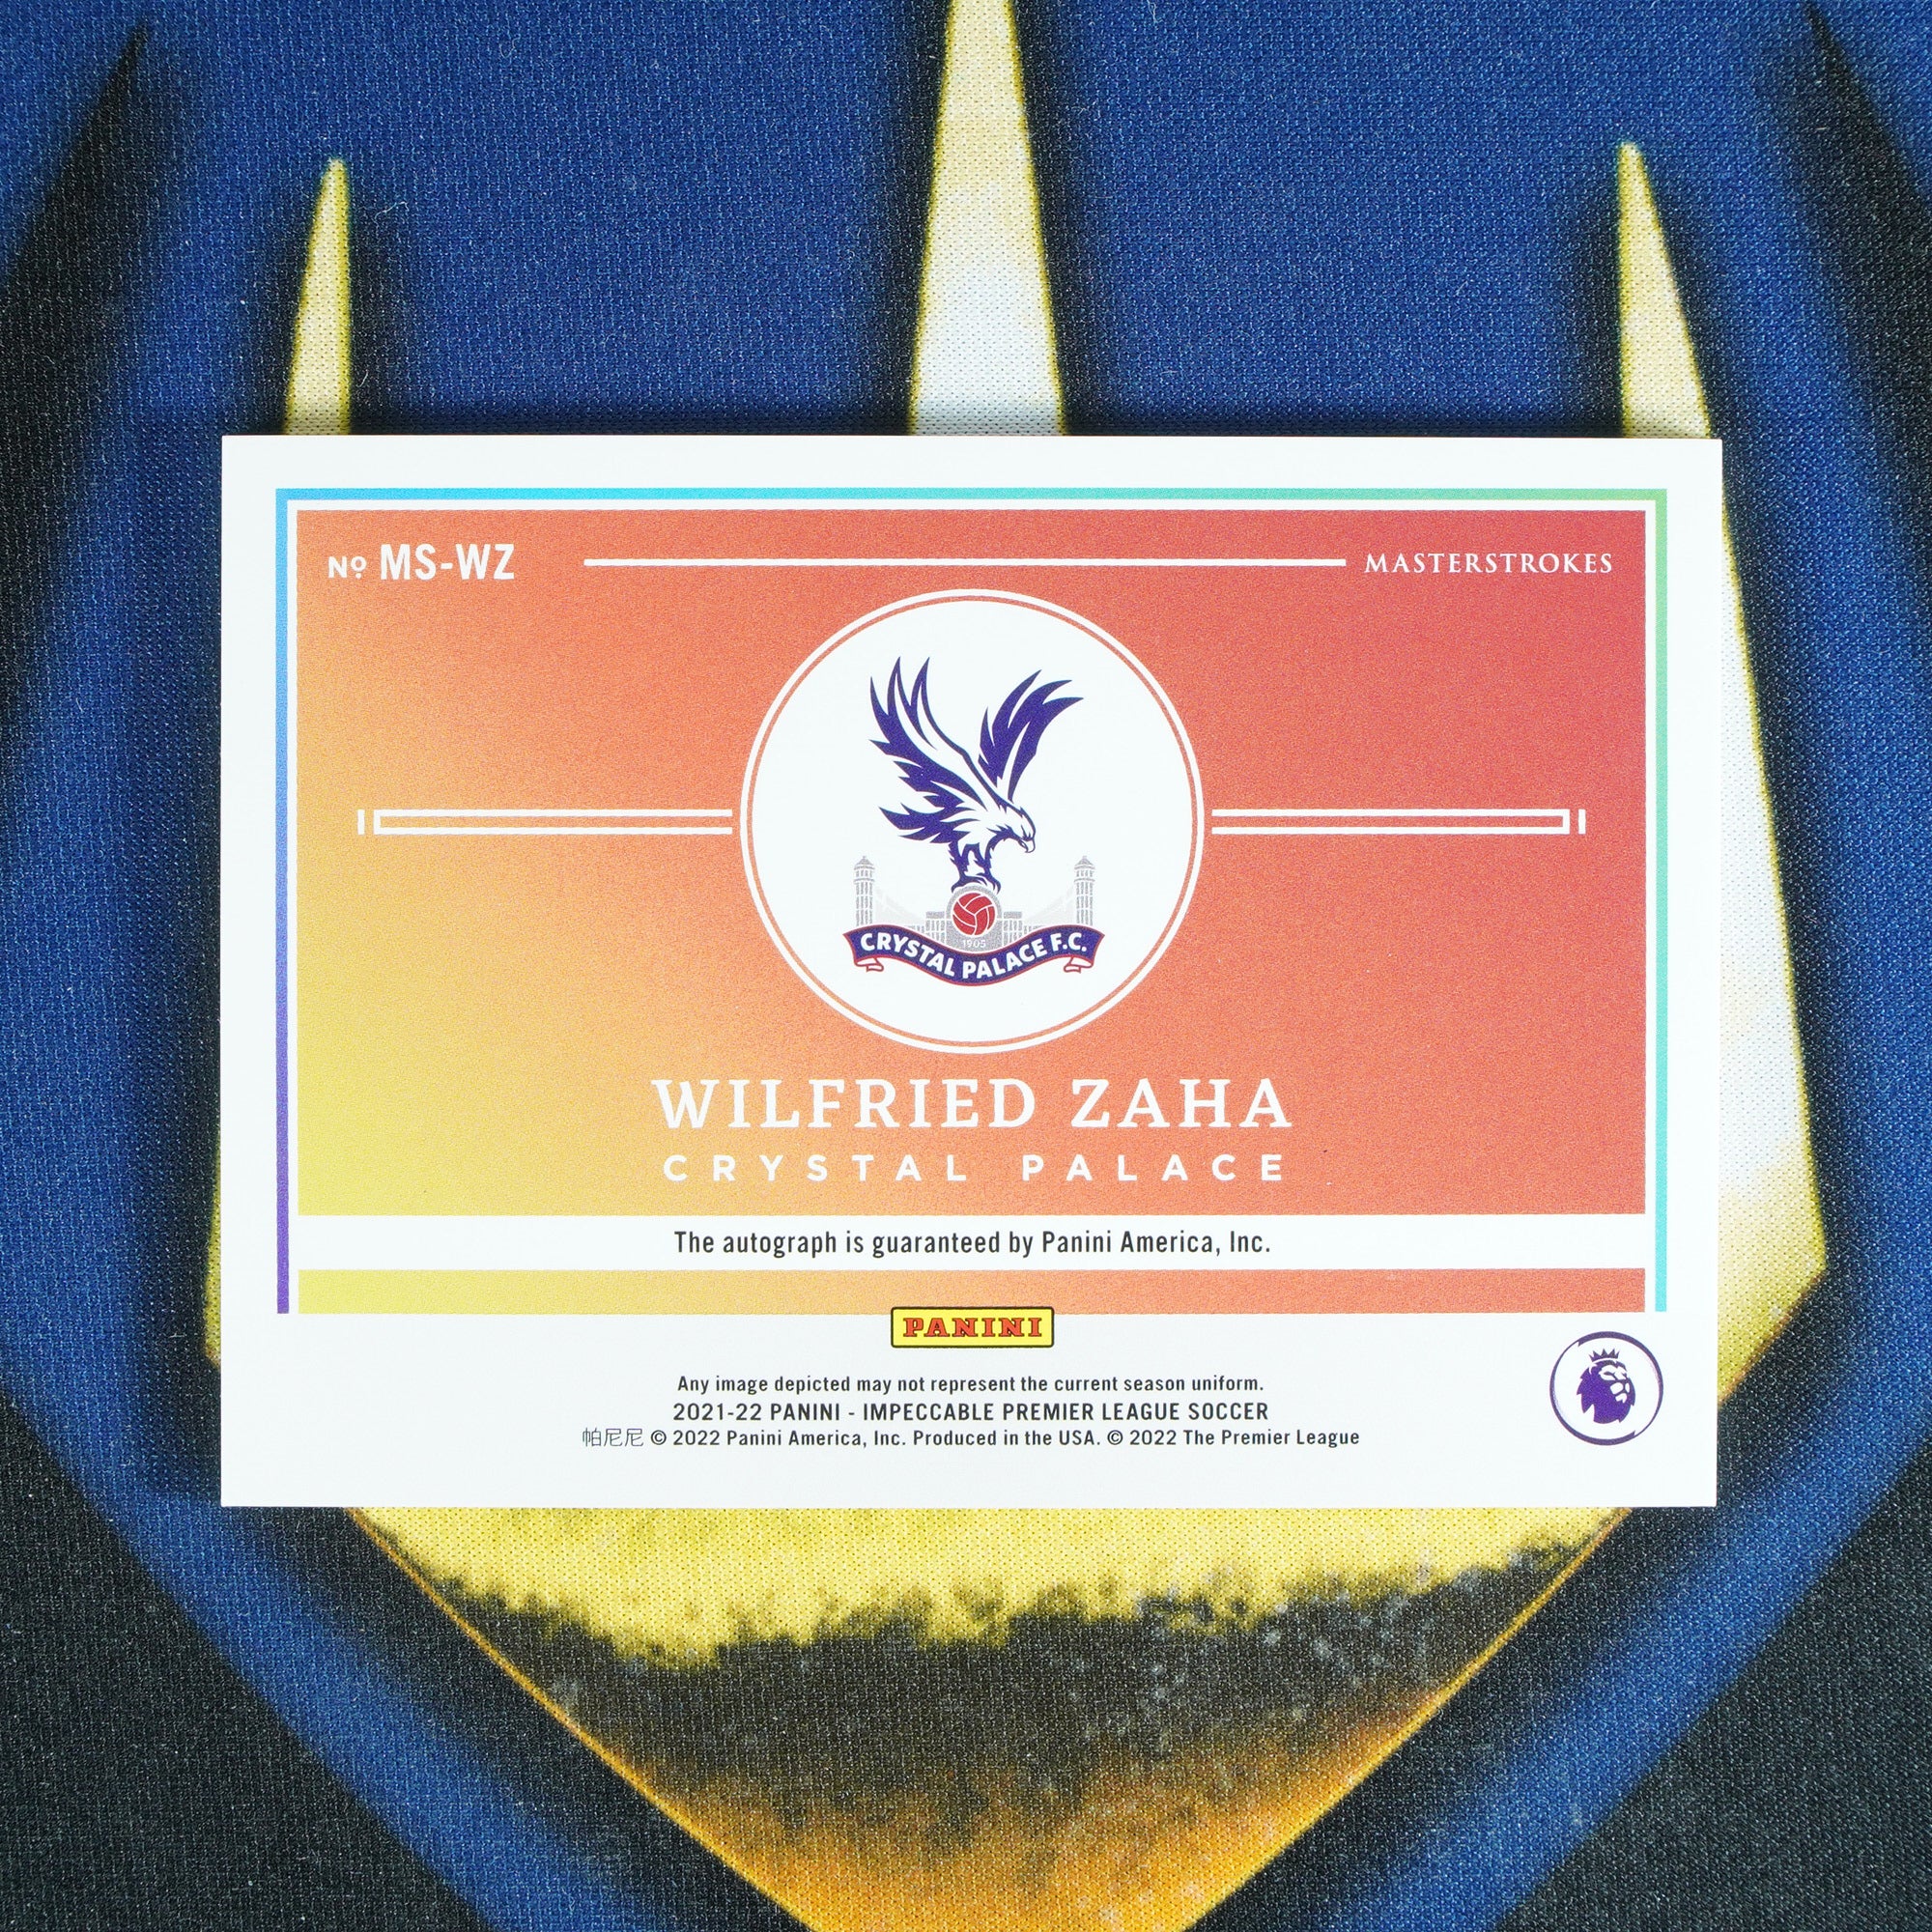 Nº MS-WZ
MASTERSTROKES
1905
CRYSTAL PALACE F.C.
WILFRIED ZAHA
CRYSTAL PALACE
The autograph is guaranteed by Panini America, Inc.
PANINI
Any image depicted may not represent the current season uniform.
2021-22 PANINI - IMPECCABLE PREMIER LEAGUE SOCCER
帕尼尼 © 2022 Panini America, Inc. Produced in the USA. © 2022 The Premier League